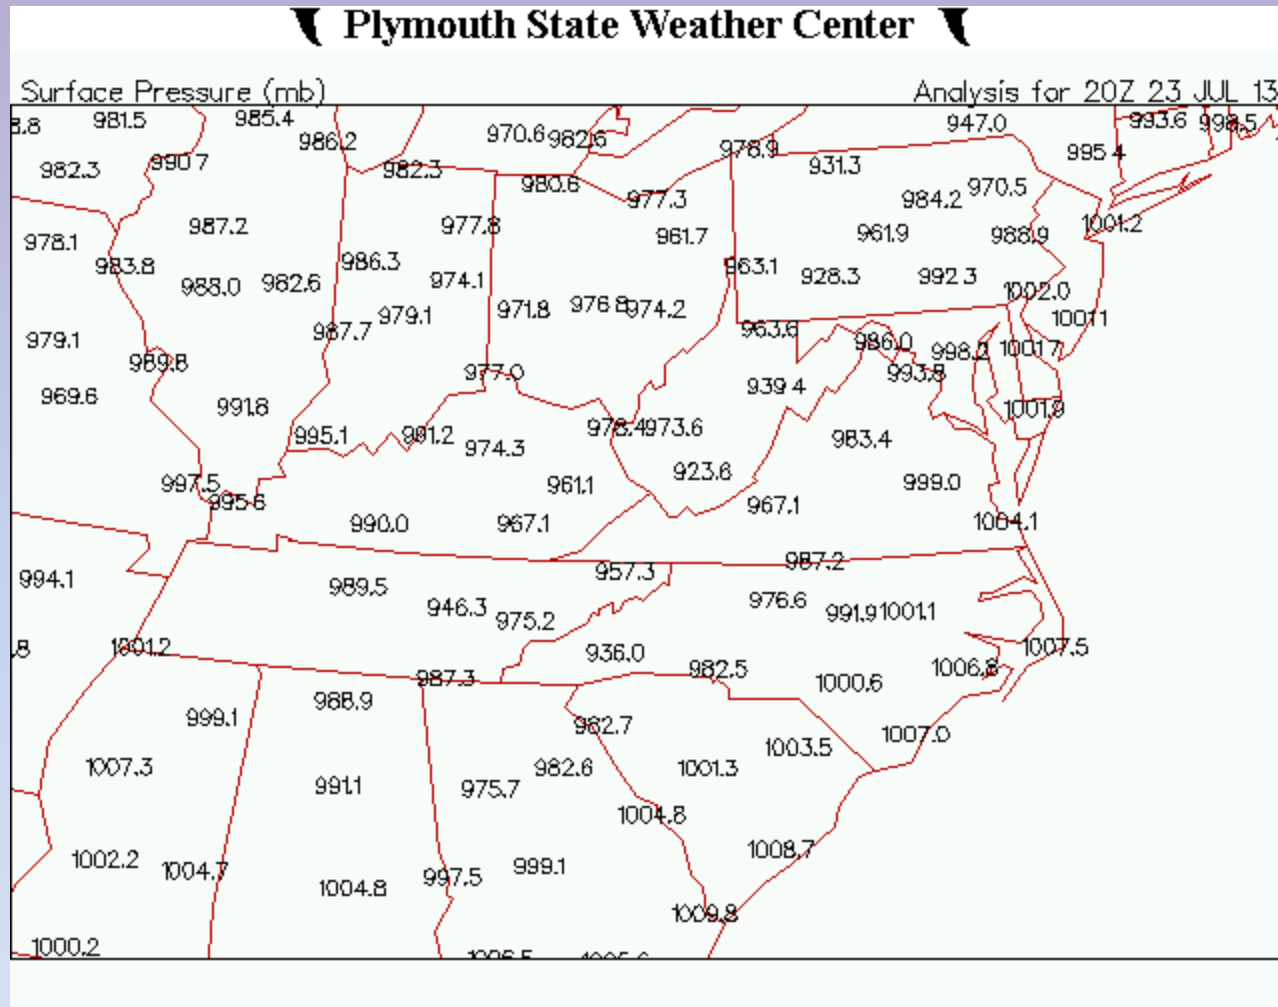 Plymouth State Weather Center
Surface Pressure (mb) Analysis for 20Z 23 JUL 13
981.5 985.4 947.0 993.6 998.5
986.2 970.6 982.6 978.9 995.4
982.3 990.7 982.3 931.3
980.6 977.3 984.2 970.5
987.2 977.8 961.7 961.9 988.9 1001.2
978.1
983.8 986.3 963.1
988.0 982.6 974.1 928.3 992.3 1002.0
971.8 976.8 974.2
979.1 1001.1
979.1 987.7 963.6 986.0 998.2 1001.7
989.8 977.0 993.8
969.6 991.8 939.4 1001.9
995.1 991.2 974.3 978.4 973.6 983.4
997.5 961.1 923.6 999.0
995.6 967.1
990.0 967.1 1004.1
987.2
994.1 989.5 957.3
946.3 975.2 976.6 991.9 1001.1
1001.2 936.0 1007.5
987.3 982.5 1000.6 1006.8
988.9
999.1 982.7 1007.0
1003.5
1007.3 982.6 1001.3
991.1 975.7
1004.8
1008.7
1002.2 1004.7 997.5 999.1
1004.8
1009.8
1000.2